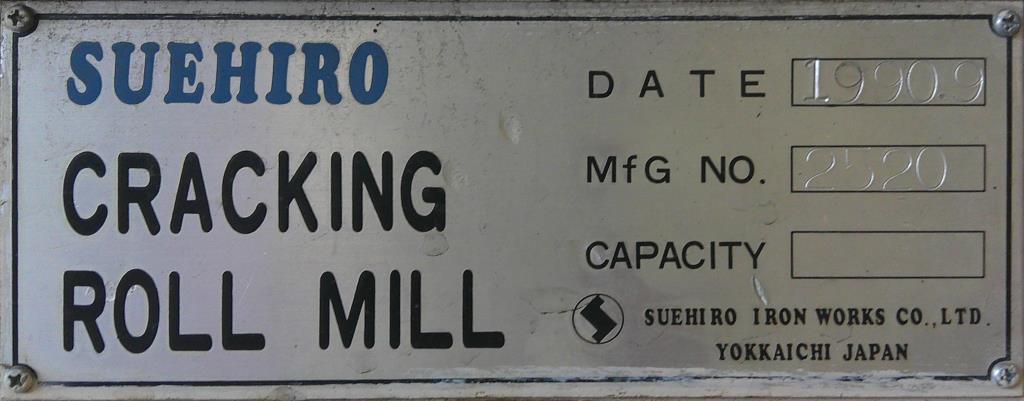 SUEHIRO
CRACKING
ROLL MILL
DATE 1990.9
MfG NO. 2520
CAPACITY
SUEHIRO IRON WORKS CO.,LTD.
YOKKAICHI JAPAN